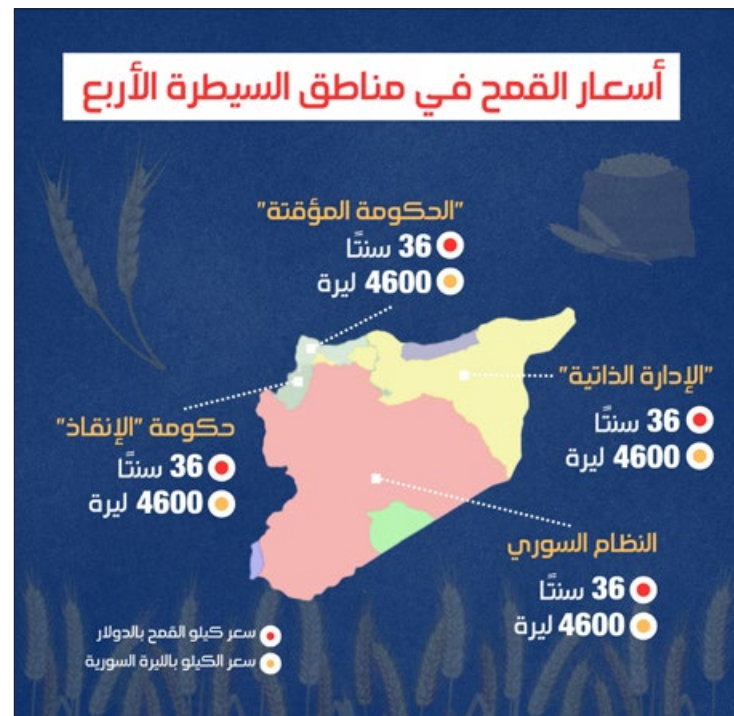 أسعار القمح في مناطق السيطرة الأربع
"الحكومة المؤقتة"
36 سنتًا
4600 ليرة
"الإدارة الذاتية"
36 سنتًا
4600 ليرة
حكومة "الإنقاذ"
36 سنتًا
4600 ليرة
النظام السوري
36 سنتًا
4600 ليرة
سعر كيلو القمح بالدولار
سعر الكيلو بالليرة السورية